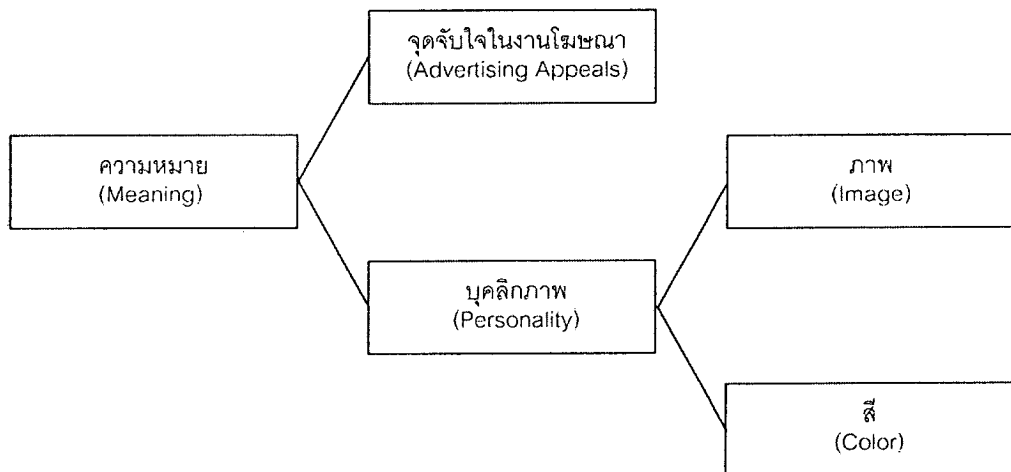 จุดจับใจในงานโฆษณา
(Advertising Appeals)
ความหมาย
(Meaning)
ภาพ
(Image)
บุคลิกภาพ
(Personality)
สี
(Color)